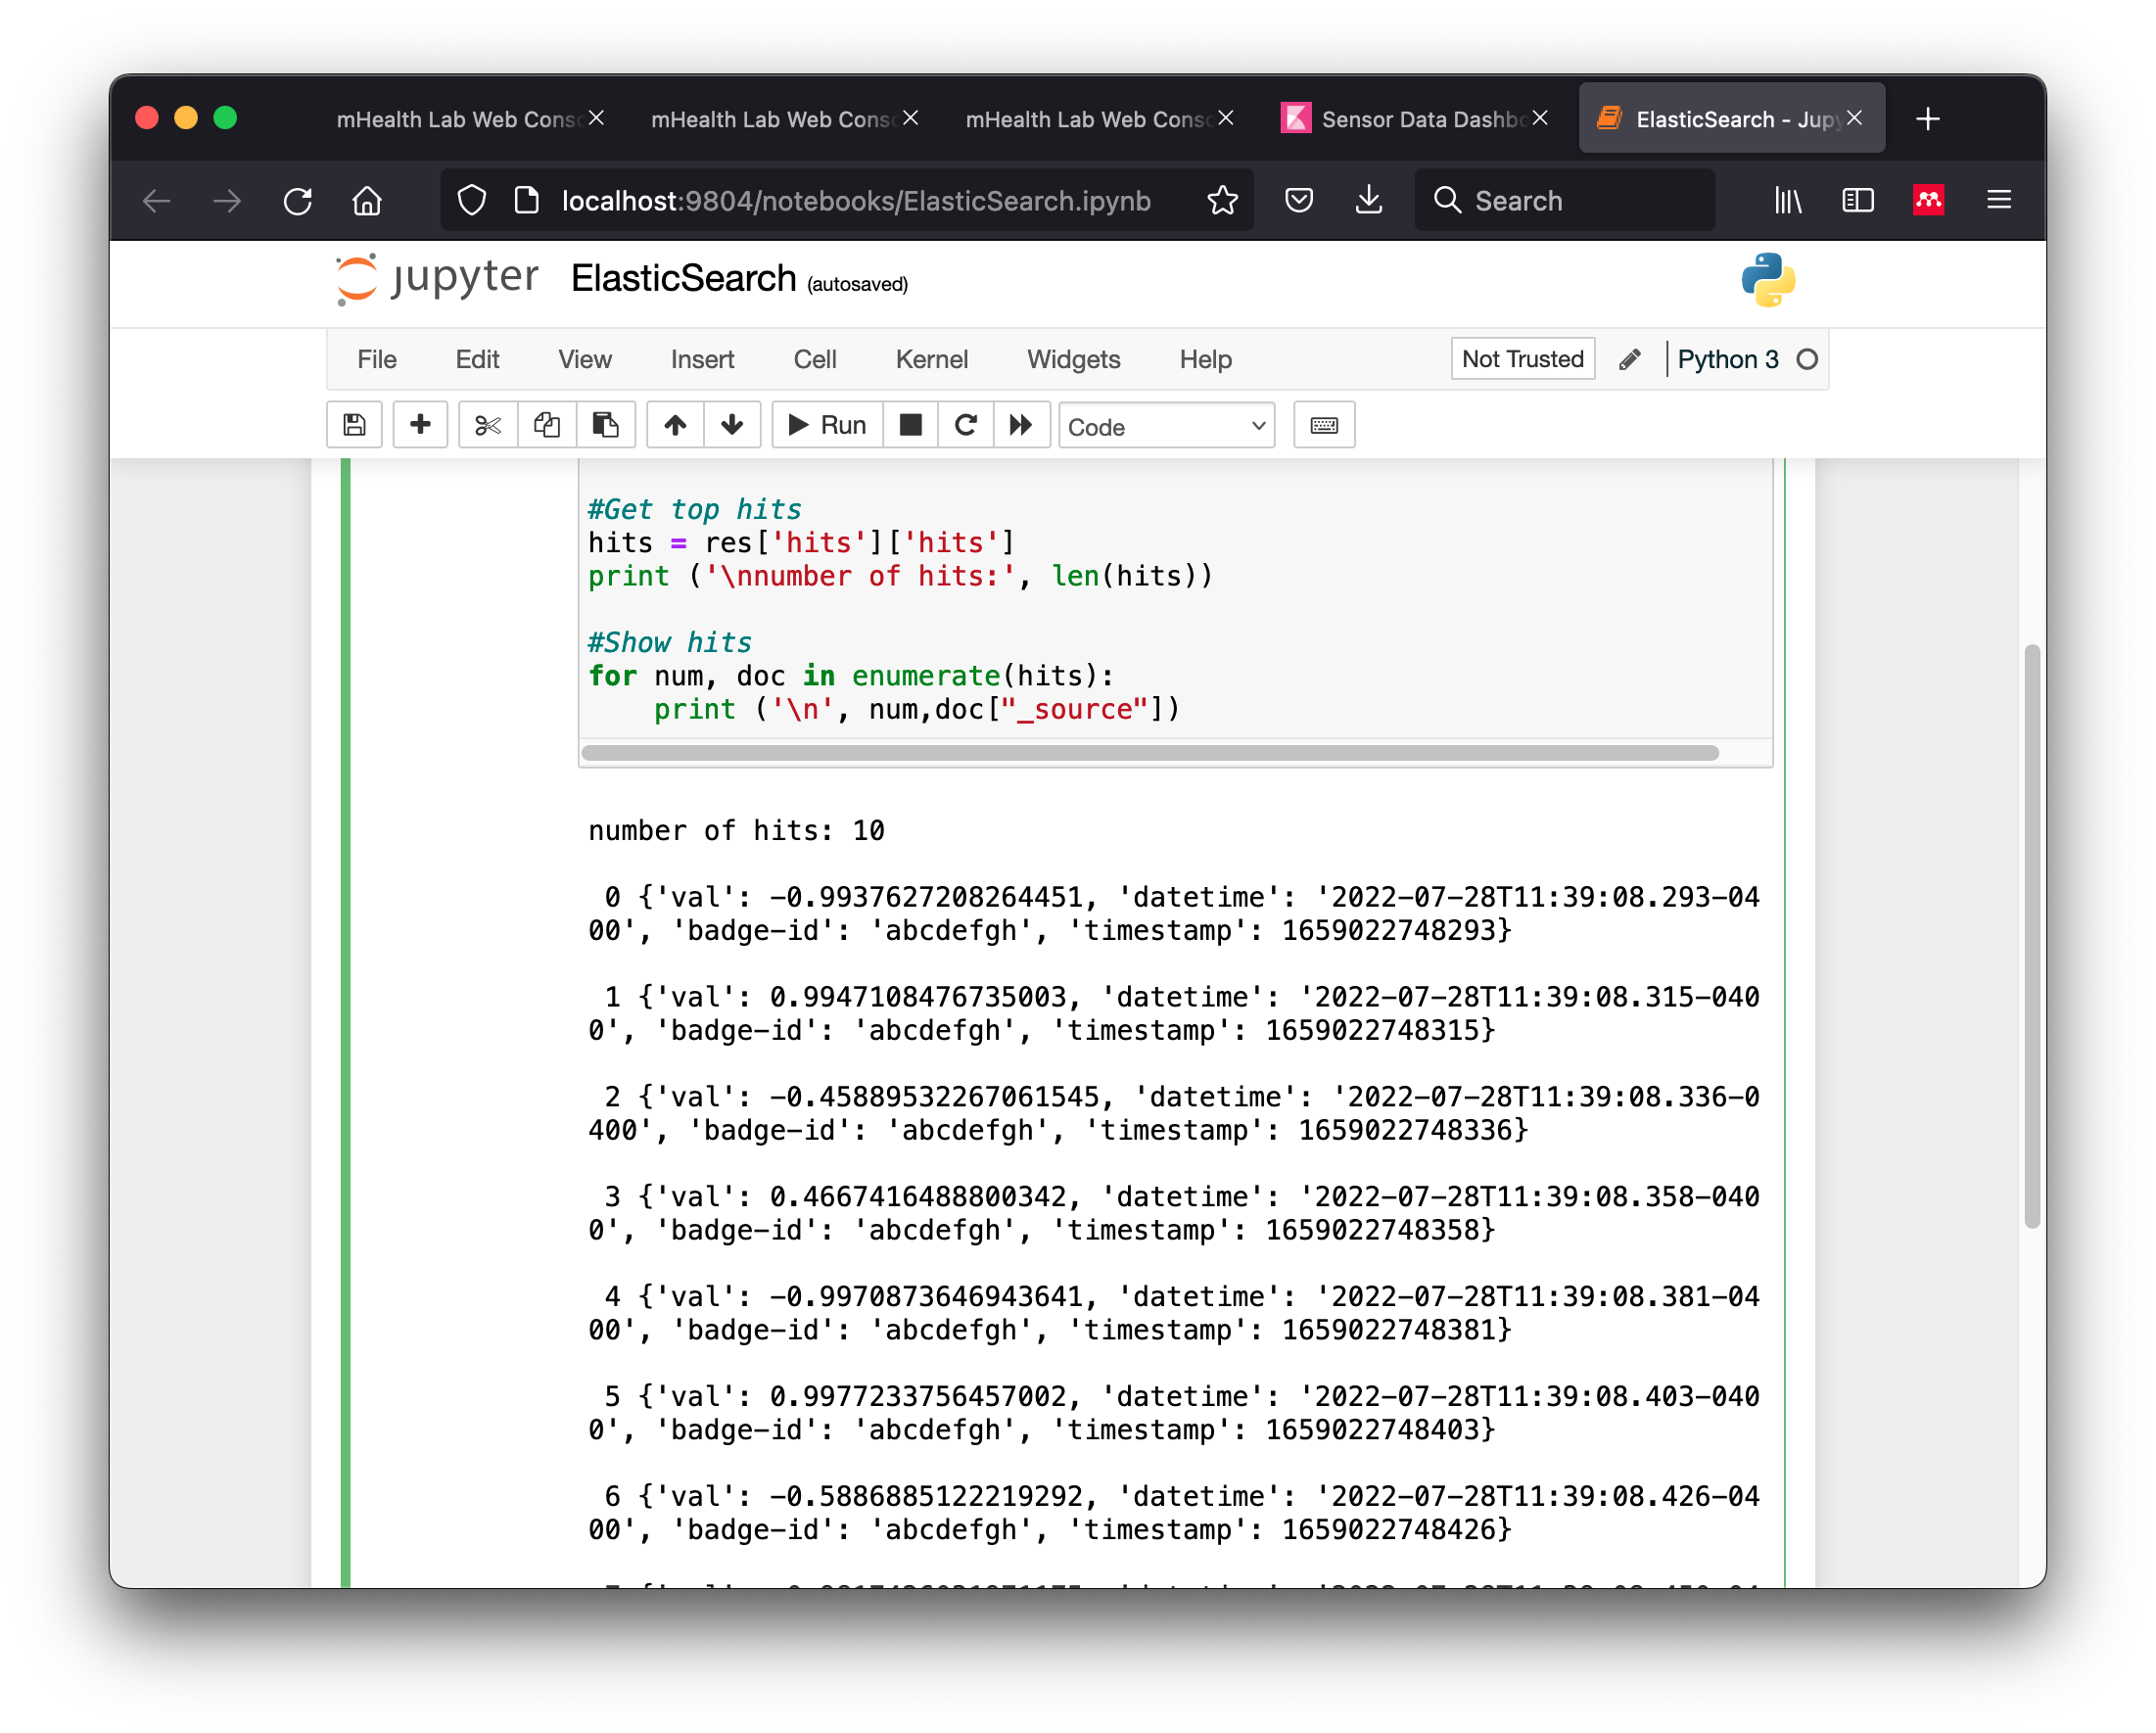 mHealth Lab Web Conso
mHealth Lab Web Conso
mHealth Lab Web Conso
Sensor Data Dashbo
ElasticSearch - Jupy
localhost:9804/notebooks/ElasticSearch.ipynb
Search
jupyter ElasticSearch (autosaved)
File Edit View Insert Cell Kernel Widgets Help Not Trusted Python 3
Run Code
#Get top hits
hits = res['hits']['hits']
print ('\nnumber of hits:', len(hits))
#Show hits
for num, doc in enumerate(hits):
    print ('\n', num,doc["_source"])
number of hits: 10
0 {'val': -0.9937627208264451, 'datetime': '2022-07-28T11:39:08.293-04
00', 'badge-id': 'abcdefgh', 'timestamp': 1659022748293}
1 {'val': 0.9947108476735003, 'datetime': '2022-07-28T11:39:08.315-040
0', 'badge-id': 'abcdefgh', 'timestamp': 1659022748315}
2 {'val': -0.45889532267061545, 'datetime': '2022-07-28T11:39:08.336-0
400', 'badge-id': 'abcdefgh', 'timestamp': 1659022748336}
3 {'val': 0.4667416488800342, 'datetime': '2022-07-28T11:39:08.358-040
0', 'badge-id': 'abcdefgh', 'timestamp': 1659022748358}
4 {'val': -0.9970873646943641, 'datetime': '2022-07-28T11:39:08.381-04
00', 'badge-id': 'abcdefgh', 'timestamp': 1659022748381}
5 {'val': 0.9977233756457002, 'datetime': '2022-07-28T11:39:08.403-040
0', 'badge-id': 'abcdefgh', 'timestamp': 1659022748403}
6 {'val': -0.5886885122219292, 'datetime': '2022-07-28T11:39:08.426-04
00', 'badge-id': 'abcdefgh', 'timestamp': 1659022748426}